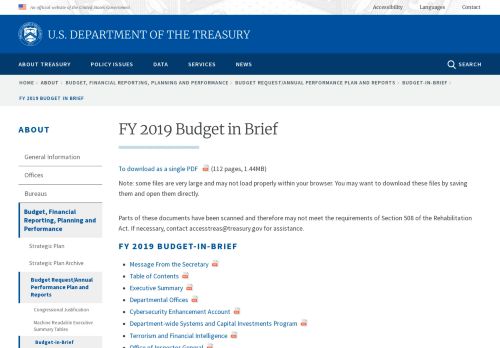 An official website of the United States Government
Accessibility Languages Contact
U.S. DEPARTMENT OF THE TREASURY
ABOUT TREASURY POLICY ISSUES DATA SERVICES NEWS SEARCH
HOME › ABOUT › BUDGET, FINANCIAL REPORTING, PLANNING AND PERFORMANCE › BUDGET REQUEST/ANNUAL PERFORMANCE PLAN AND REPORTS › BUDGET-IN-BRIEF ›
FY 2019 BUDGET IN BRIEF
ABOUT
General Information
Offices
Bureaus
Budget, Financial
Reporting, Planning and
Performance
Strategic Plan
Strategic Plan Archive
Budget Request/Annual
Performance Plan and
Reports
Congressional Justification
Machine Readable Executive
Summary Tables
Budget-in-Brief
FY 2019 Budget in Brief
To download as a single PDF (112 pages, 1.44MB)
Note: some files are very large and may not load properly within your browser. You may want to download these files by saving
them and open them directly.
Parts of these documents have been scanned and therefore may not meet the requirements of Section 508 of the Rehabilitation
Act. If necessary, contact accesstreas@treasury.gov for assistance.
FY 2019 BUDGET-IN-BRIEF
Message From the Secretary
Table of Contents
Executive Summary
Departmental Offices
Cybersecurity Enhancement Account
Department-wide Systems and Capital Investments Program
Terrorism and Financial Intelligence
Office of Inspector General